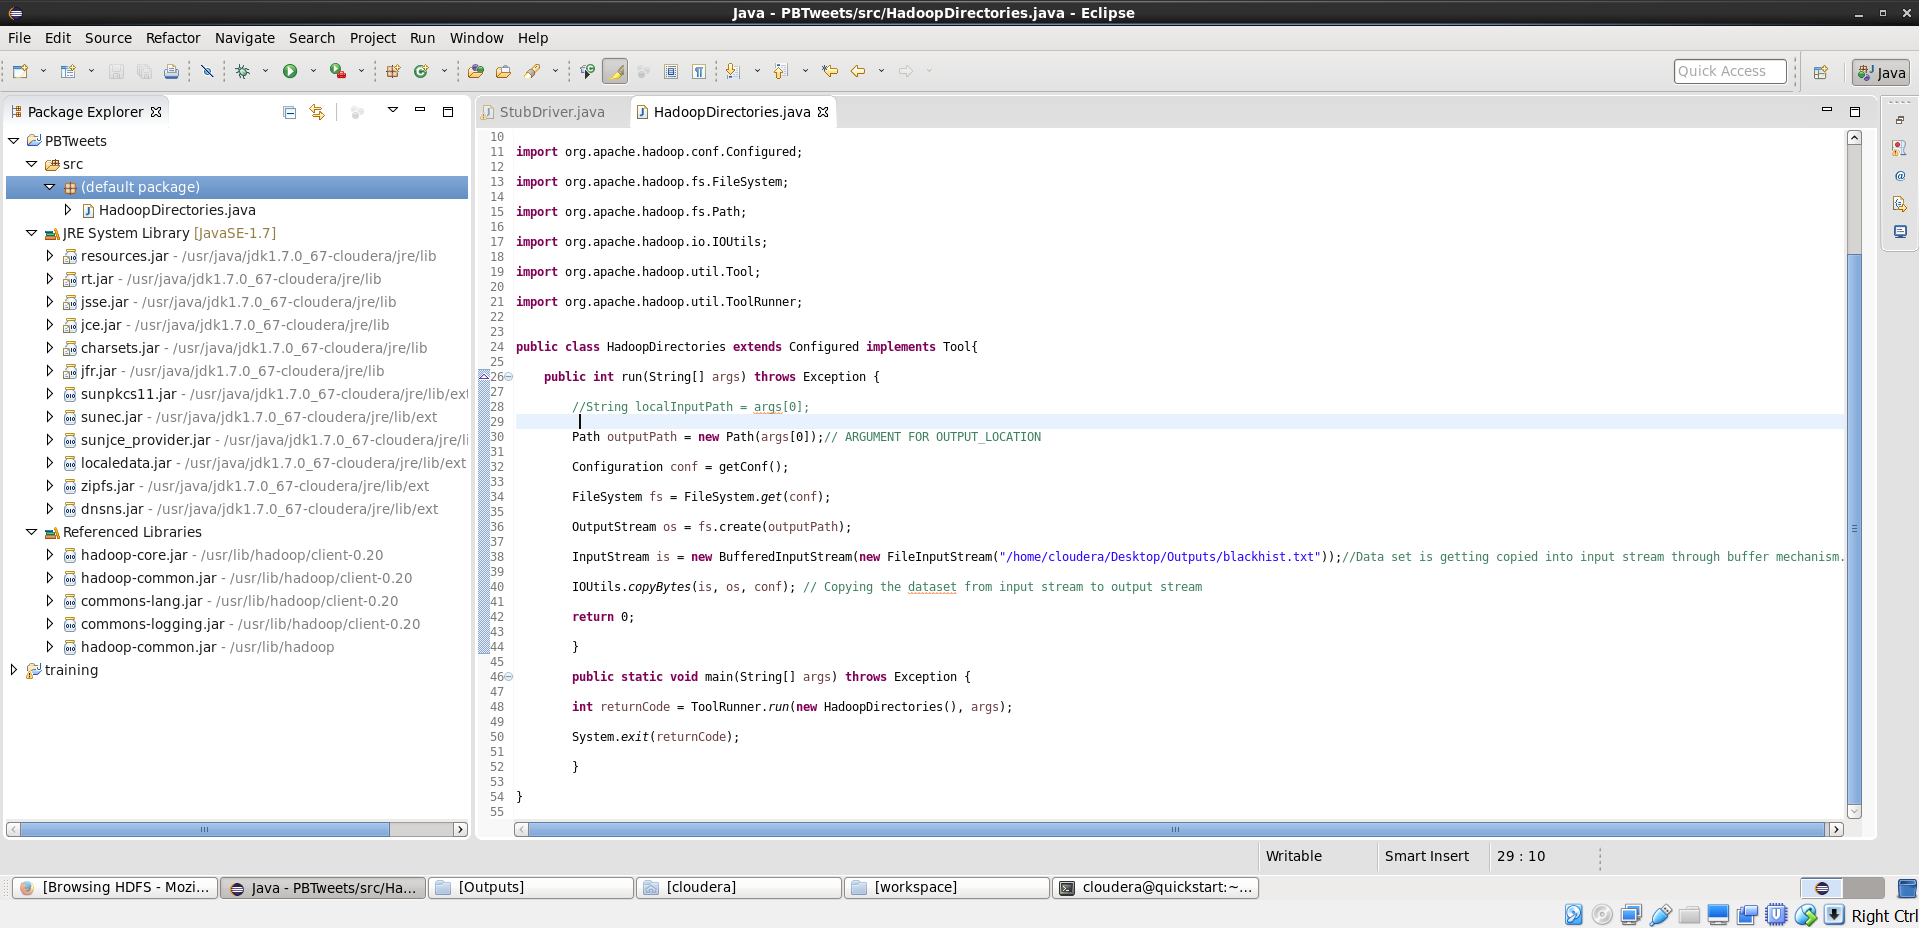 Java - PBTweets/src/HadoopDirectories.java - Eclipse
File Edit Source Refactor Navigate Search Project Run Window Help
Quick Access
Java
Package Explorer
PBTweets
src
(default package)
HadoopDirectories.java
JRE System Library [JavaSE-1.7]
resources.jar - /usr/java/jdk1.7.0_67-cloudera/jre/lib
rt.jar - /usr/java/jdk1.7.0_67-cloudera/jre/lib
jsse.jar - /usr/java/jdk1.7.0_67-cloudera/jre/lib
jce.jar - /usr/java/jdk1.7.0_67-cloudera/jre/lib
charsets.jar - /usr/java/jdk1.7.0_67-cloudera/jre/lib
jfr.jar - /usr/java/jdk1.7.0_67-cloudera/jre/lib
sunpkcs11.jar - /usr/java/jdk1.7.0_67-cloudera/jre/lib/ext
sunec.jar - /usr/java/jdk1.7.0_67-cloudera/jre/lib/ext
sunjce_provider.jar - /usr/java/jdk1.7.0_67-cloudera/jre/li
localedata.jar - /usr/java/jdk1.7.0_67-cloudera/jre/lib/ext
zipfs.jar - /usr/java/jdk1.7.0_67-cloudera/jre/lib/ext
dnsns.jar - /usr/java/jdk1.7.0_67-cloudera/jre/lib/ext
Referenced Libraries
hadoop-core.jar - /usr/lib/hadoop/client-0.20
hadoop-common.jar - /usr/lib/hadoop/client-0.20
commons-lang.jar - /usr/lib/hadoop/client-0.20
commons-logging.jar - /usr/lib/hadoop/client-0.20
hadoop-common.jar - /usr/lib/hadoop
training
StubDriver.java HadoopDirectories.java
10
11 import org.apache.hadoop.conf.Configured;
12
13 import org.apache.hadoop.fs.FileSystem;
14
15 import org.apache.hadoop.fs.Path;
16
17 import org.apache.hadoop.io.IOUtils;
18
19 import org.apache.hadoop.util.Tool;
20
21 import org.apache.hadoop.util.ToolRunner;
22
23
24 public class HadoopDirectories extends Configured implements Tool{
25
26 public int run(String[] args) throws Exception {
27
28 //String localInputPath = args[0];
29
30 Path outputPath = new Path(args[0]);// ARGUMENT FOR OUTPUT_LOCATION
31
32 Configuration conf = getConf();
33
34 FileSystem fs = FileSystem.get(conf);
35
36 OutputStream os = fs.create(outputPath);
37
38 InputStream is = new BufferedInputStream(new FileInputStream("/home/cloudera/Desktop/Outputs/blackhist.txt"));//Data set is getting copied into input stream through buffer mechanism.
39
40 IOUtils.copyBytes(is, os, conf); // Copying the dataset from input stream to output stream
41
42 return 0;
43
44 }
45
46 public static void main(String[] args) throws Exception {
47
48 int returnCode = ToolRunner.run(new HadoopDirectories(), args);
49
50 System.exit(returnCode);
51
52 }
53
54 }
55
Writable Smart Insert 29 : 10
[Browsing HDFS - Mozi... Java - PBTweets/src/Ha... [Outputs] [cloudera] [workspace] cloudera@quickstart:~...
Right Ctrl